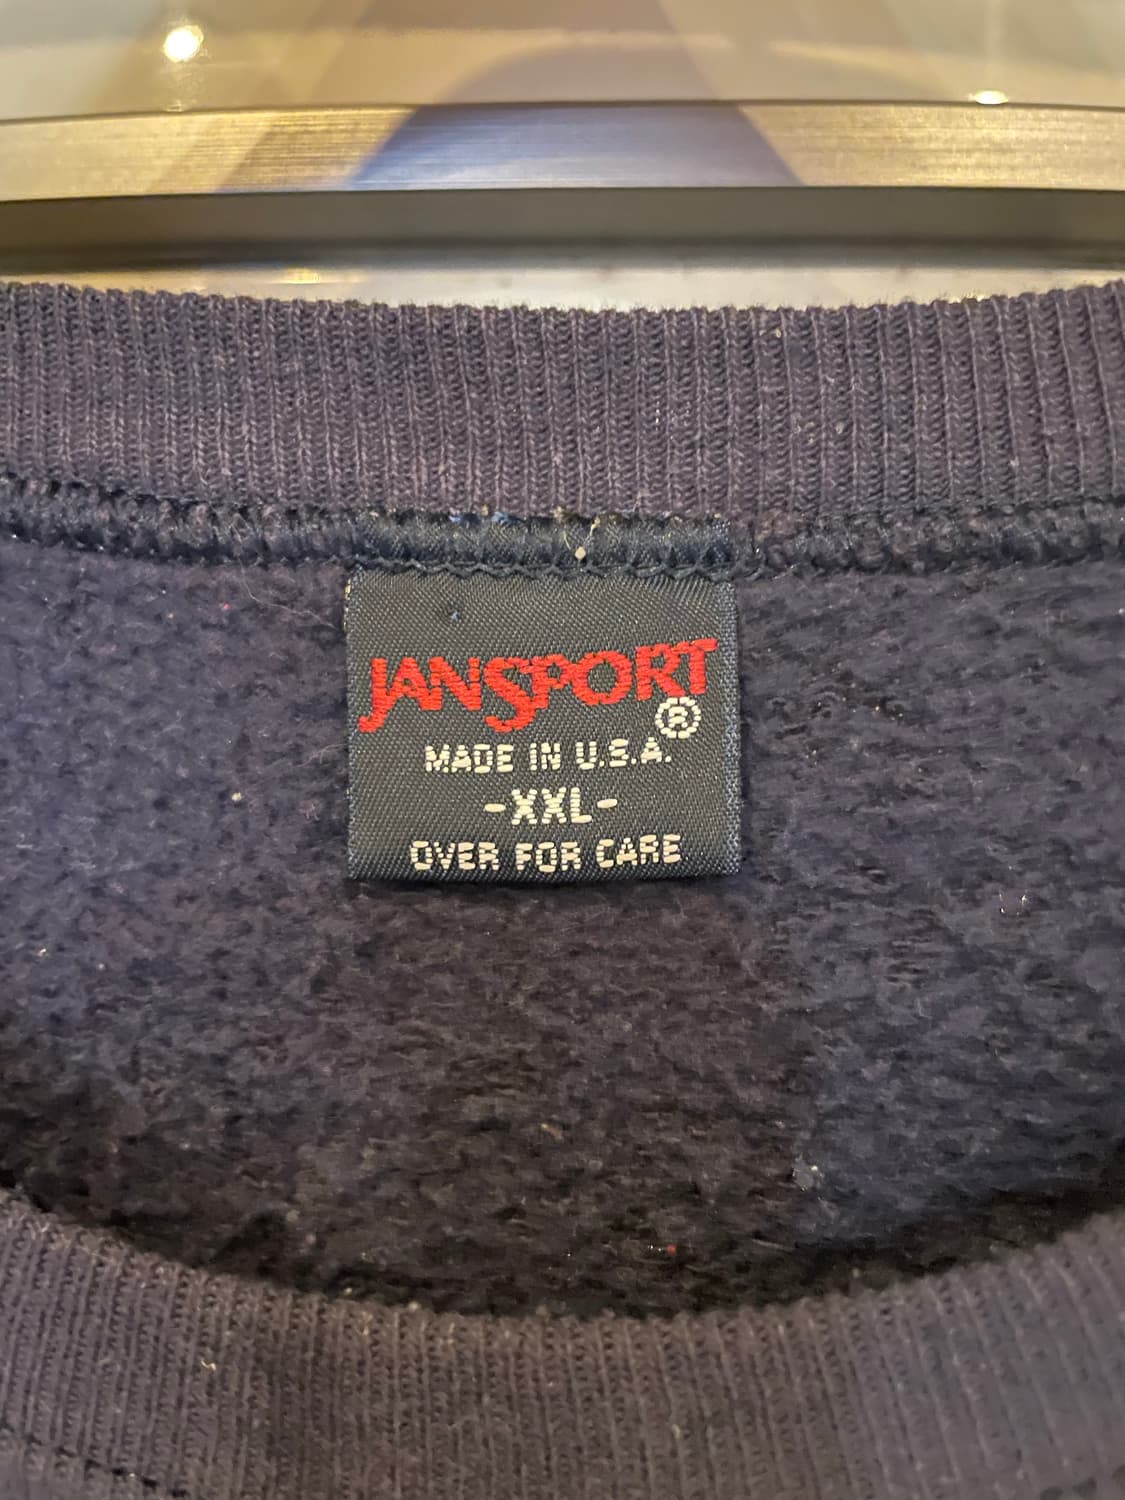 JANSPORT®
MADE IN U.S.A.
-XXL-
OVER FOR CARE